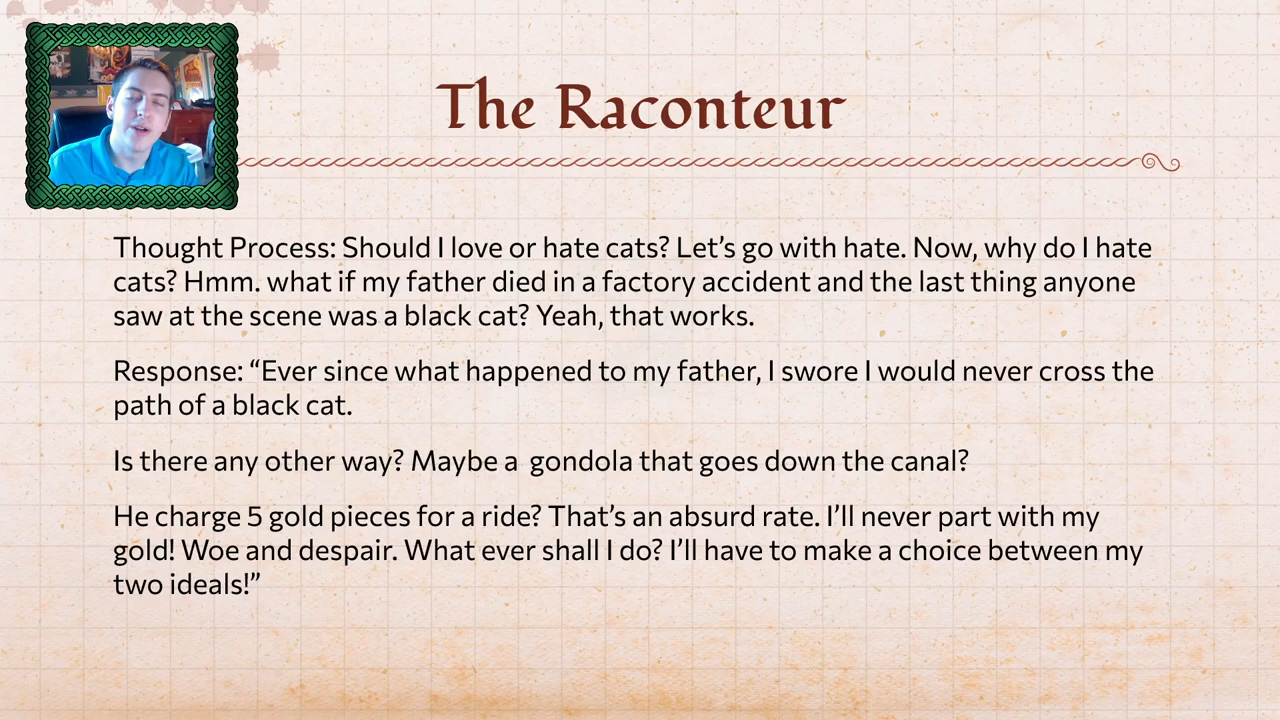 The Raconteur
Thought Process: Should I love or hate cats? Let’s go with hate. Now, why do I hate
cats? Hmm. what if my father died in a factory accident and the last thing anyone
saw at the scene was a black cat? Yeah, that works.
Response: “Ever since what happened to my father, I swore I would never cross the
path of a black cat.
Is there any other way? Maybe a  gondola that goes down the canal?
He charge 5 gold pieces for a ride? That’s an absurd rate. I’ll never part with my
gold! Woe and despair. What ever shall I do? I’ll have to make a choice between my
two ideals!”